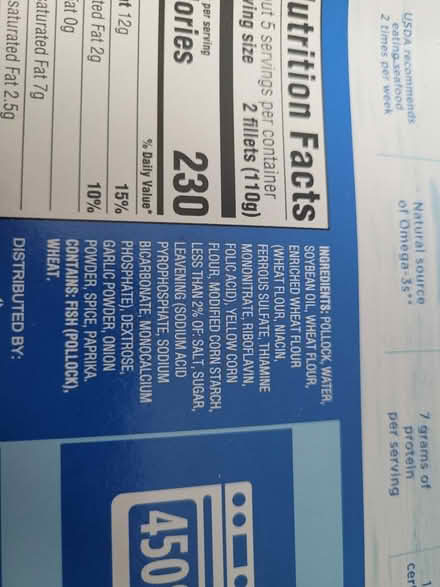 USDA recommends
eating seafood
2 times per week
Natural source
of Omega-3s**
7 grams of
protein
per serving
cer
utrition Facts
ut 5 servings per container
ving size 2 fillets (110g)
per serving
ories 230
% Daily Value*
t 12g 15%
ted Fat 2g 10%
Fat 0g
saturated Fat 7g
saturated Fat 2.5g
INGREDIENTS: POLLOCK, WATER,
SOYBEAN OIL, WHEAT FLOUR,
ENRICHED WHEAT FLOUR
(WHEAT FLOUR, NIACIN,
FERROUS SULFATE, THIAMINE
MONONITRATE, RIBOFLAVIN,
FOLIC ACID), YELLOW CORN
FLOUR, MODIFIED CORN STARCH,
LESS THAN 2% OF: SALT, SUGAR,
LEAVENING (SODIUM ACID
PYROPHOSPHATE, SODIUM
BICARBONATE, MONOCALCIUM
PHOSPHATE), DEXTROSE,
GARLIC POWDER, ONION
POWDER, SPICE, PAPRIKA.
CONTAINS: FISH (POLLOCK),
WHEAT.
DISTRIBUTED BY:
450°